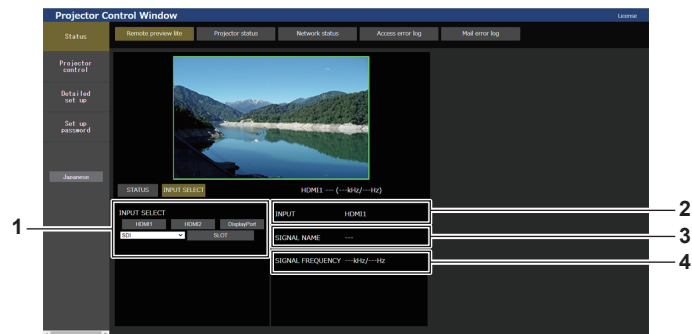 Projector Control Window
License
Status
Remote preview lite
Projector status
Network status
Access error log
Mail error log
Projector
control
Detailed
set up
Set up
password
Japanese
STATUS
INPUT SELECT
HDMI1 --- (---kHz/---Hz)
1
INPUT SELECT
HDMI1
HDMI2
DisplayPort
SDI
SLOT
INPUT HDMI1
2
SIGNAL NAME ---
3
SIGNAL FREQUENCY ---kHz/---Hz
4